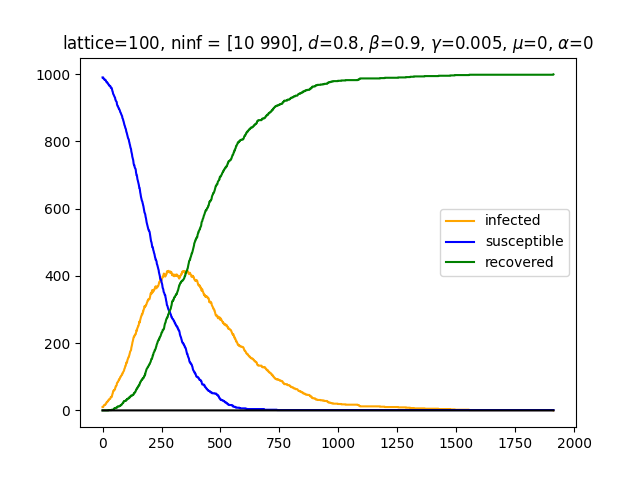 lattice=100, ninf = [10 990], d=0.8, β=0.9, γ=0.005, μ=0, α=0
1000
800
600
400
200
0
infected
susceptible
recovered
0 250 500 750 1000 1250 1500 1750 2000